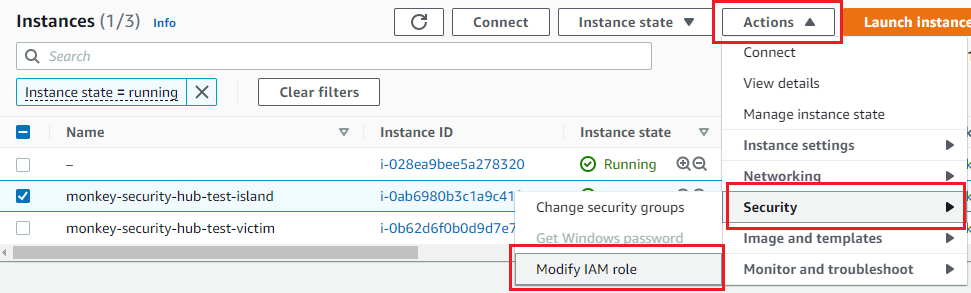 Instances (1/3) Info
Connect
Instance state
Actions
Launch instance
Search
Instance state = running
Clear filters
Name
Instance ID
Instance state
–
i-028ea9bee5a278320
Running
monkey-security-hub-test-island
i-0ab6980b3c1a9c41
monkey-security-hub-test-victim
i-0b62d6f0b0d9d7e7
Connect
View details
Manage instance state
Instance settings
Networking
Security
Image and templates
Monitor and troubleshoot
Change security groups
Get Windows password
Modify IAM role